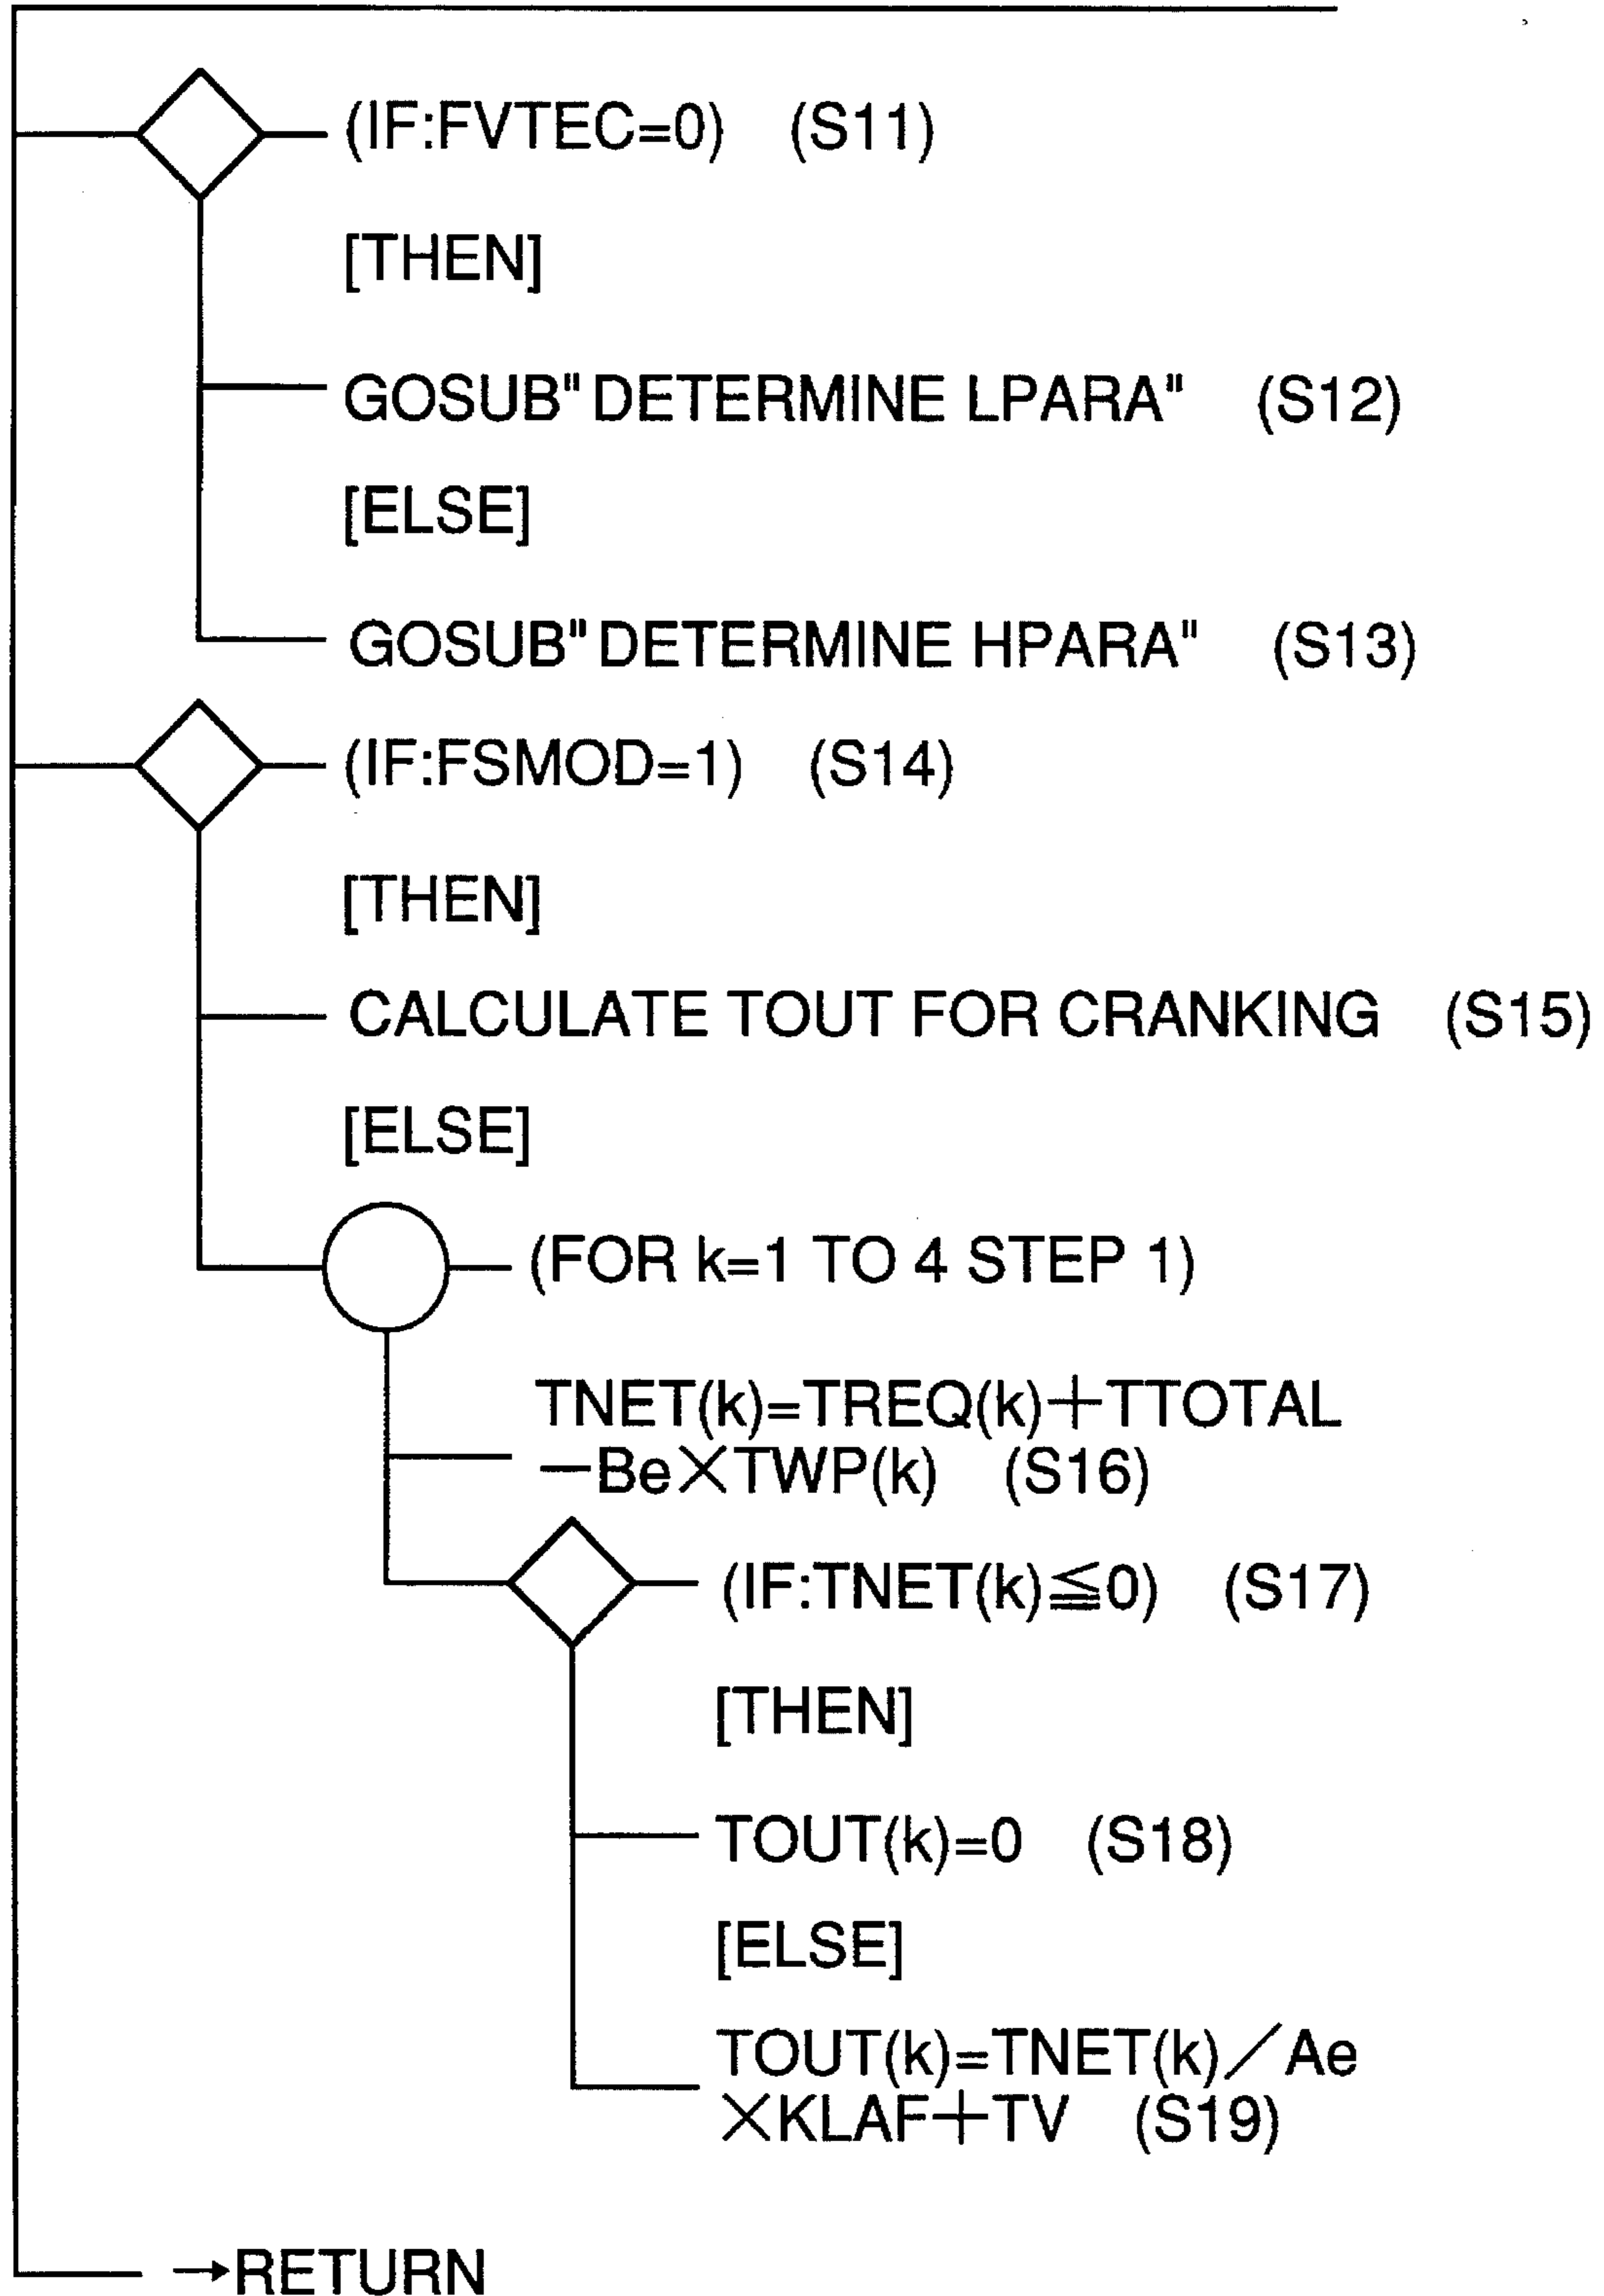 (IF:FVTEC=0) (S11)
[THEN]
GOSUB"DETERMINE LPARA" (S12)
[ELSE]
GOSUB"DETERMINE HPARA" (S13)
(IF:FSMOD=1) (S14)
[THEN]
CALCULATE TOUT FOR CRANKING (S15)
[ELSE]
(FOR k=1 TO 4 STEP 1)
TNET(k)=TREQ(k)+TTOTAL
−Be×TWP(k) (S16)
(IF:TNET(k)≦0) (S17)
[THEN]
TOUT(k)=0 (S18)
[ELSE]
TOUT(k)=TNET(k)/Ae
×KLAF+TV (S19)
→RETURN